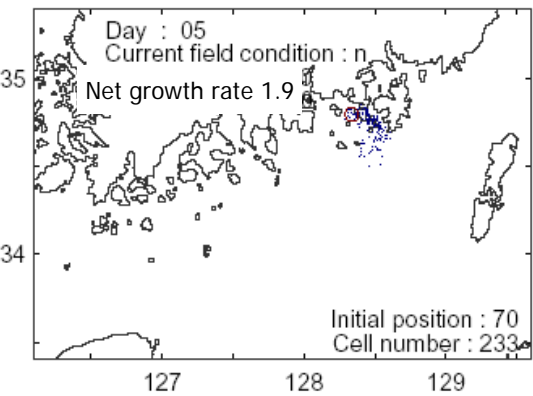 Day : 05
Current field condition : n
35
Net growth rate 1.9
34
Initial position : 70
Cell number : 233
127 128 129